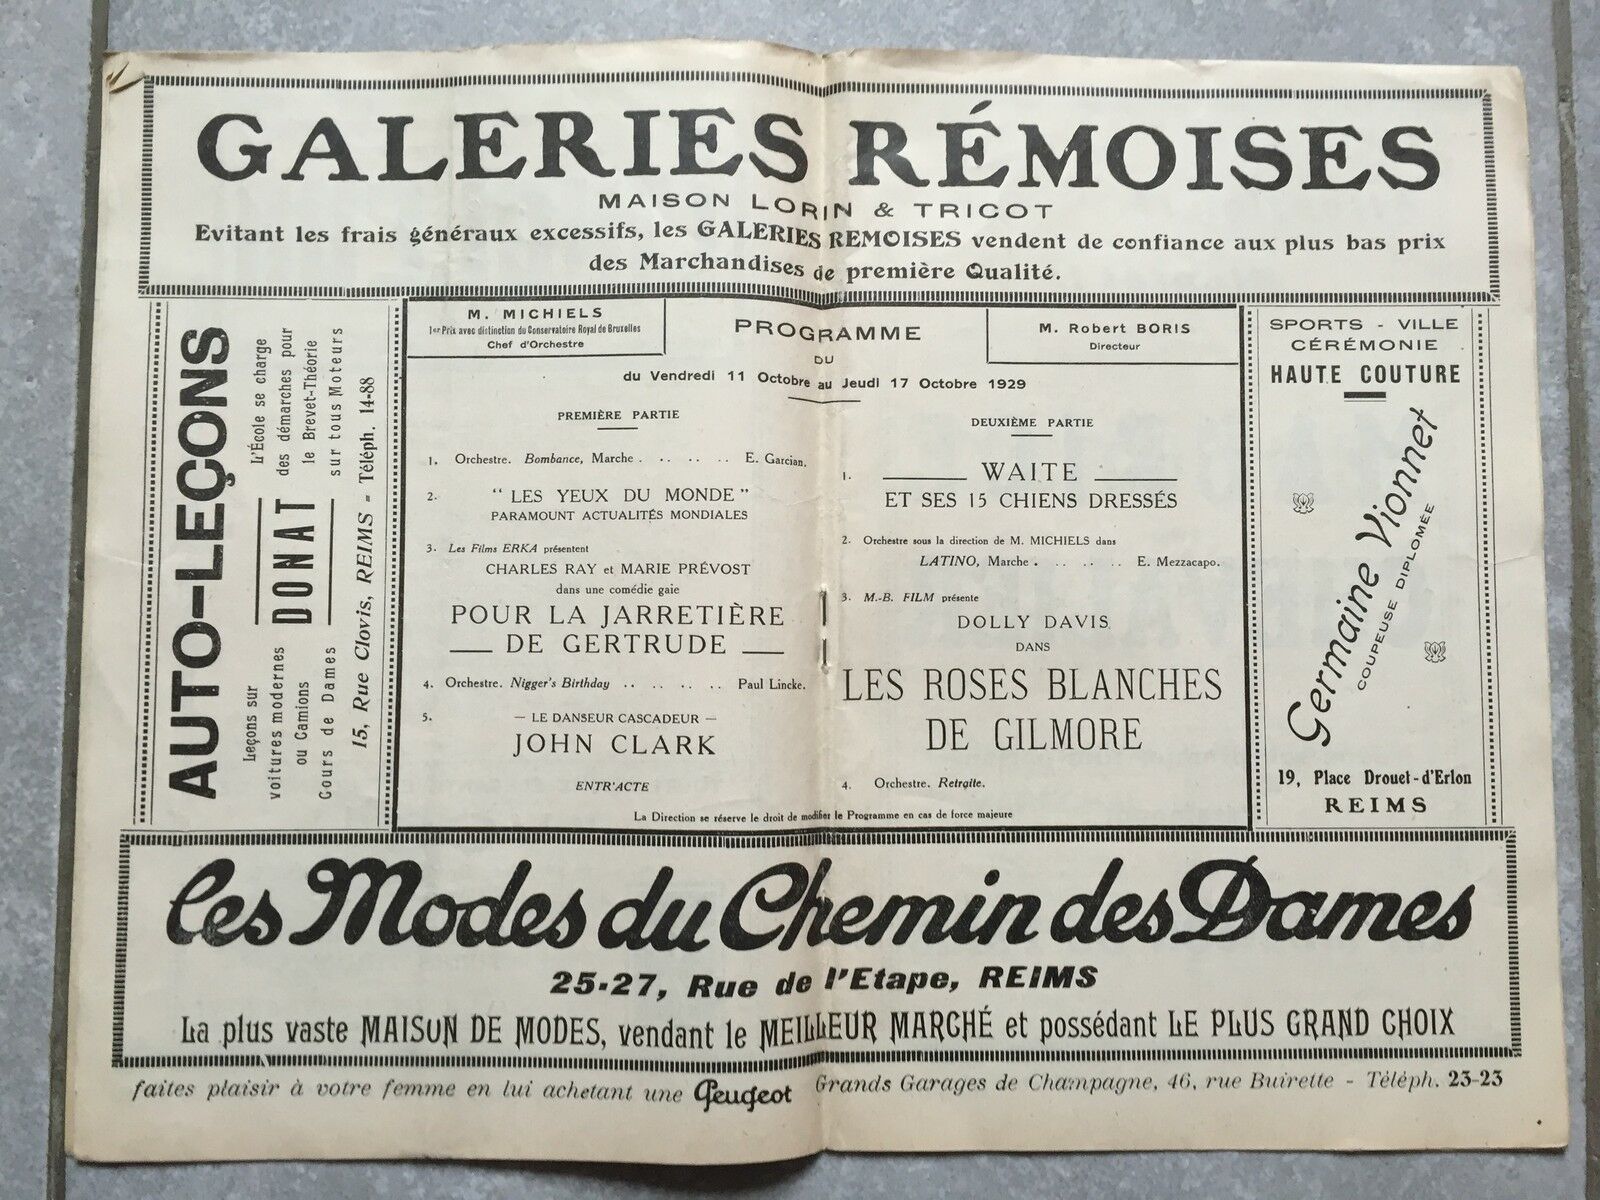 GALERIES RÉMOISES
MAISON LORIN & TRICOT
Evitant les frais généraux excessifs, les GALERIES REMOISES vendent de confiance aux plus bas prix
des Marchandises de première Qualité.
AUTO-LEÇONS
Leçons sur
voitures modernes
ou Camions
Cours de Dames
DONAT
L'École se charge
des démarches pour
le Brevet-Théorie
sur tous Moteurs
15, Rue Clovis, REIMS - Téléph. 14-88
M. MICHIELS
1er Prix avec distinction du Conservatoire Royal de Bruxelles
Chef d'Orchestre
PROGRAMME
DU
du Vendredi 11 Octobre au Jeudi 17 Octobre 1929
M. Robert BORIS
Directeur
PREMIÈRE PARTIE
1. Orchestre. Bombance, Marche . .. .. .. E. Garcian.
2. " LES YEUX DU MONDE "
PARAMOUNT ACTUALITÉS MONDIALES
3. Les Films ERKA présentent
CHARLES RAY et MARIE PRÉVOST
dans une comédie gaie
POUR LA JARRETIÈRE
DE GERTRUDE
4. Orchestre. Nigger's Birthday .. .. .. .. Paul Lincke.
5. — LE DANSEUR CASCADEUR —
JOHN CLARK
ENTR'ACTE
DEUXIÈME PARTIE
1. WAITE
ET SES 15 CHIENS DRESSÉS
2. Orchestre sous la direction de M. MICHIELS dans
LATINO, Marche . .. .. .. E. Mezzacapo.
3. M.-B. FILM présente
DOLLY DAVIS
DANS
LES ROSES BLANCHES
DE GILMORE
4. Orchestre. Retraite.
La Direction se réserve le droit de modifier le Programme en cas de force majeure
SPORTS - VILLE
CÉRÉMONIE
HAUTE COUTURE
Germaine Vionnet
COUPEUSE DIPLOMÉE
19, Place Drouet-d'Erlon
REIMS
Les Modes du Chemin des Dames
25-27, Rue de l'Etape, REIMS
La plus vaste MAISON DE MODES, vendant le MEILLEUR MARCHÉ et possédant LE PLUS GRAND CHOIX
faites plaisir à votre femme en lui achetant une Peugeot Grands Garages de Champagne, 46, rue Buirette - Téléph. 23-23